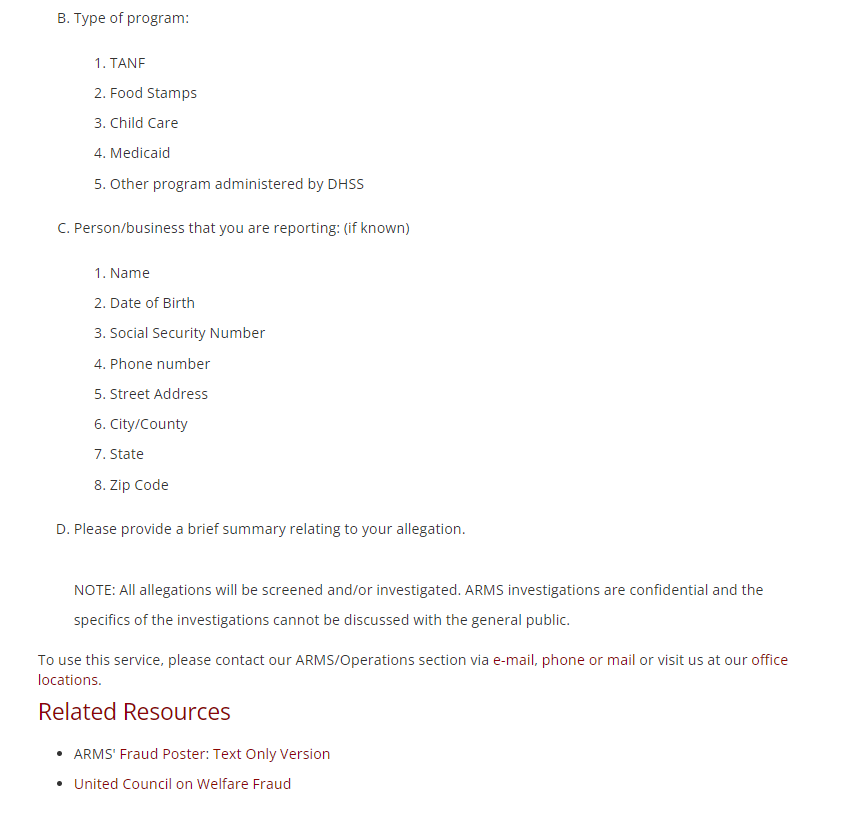 B. Type of program:
1. TANF
2. Food Stamps
3. Child Care
4. Medicaid
5. Other program administered by DHSS
C. Person/business that you are reporting: (if known)
1. Name
2. Date of Birth
3. Social Security Number
4. Phone number
5. Street Address
6. City/County
7. State
8. Zip Code
D. Please provide a brief summary relating to your allegation.
NOTE: All allegations will be screened and/or investigated. ARMS investigations are confidential and the
specifics of the investigations cannot be discussed with the general public.
To use this service, please contact our ARMS/Operations section via e-mail, phone or mail or visit us at our office
locations.
Related Resources
• ARMS' Fraud Poster: Text Only Version
• United Council on Welfare Fraud